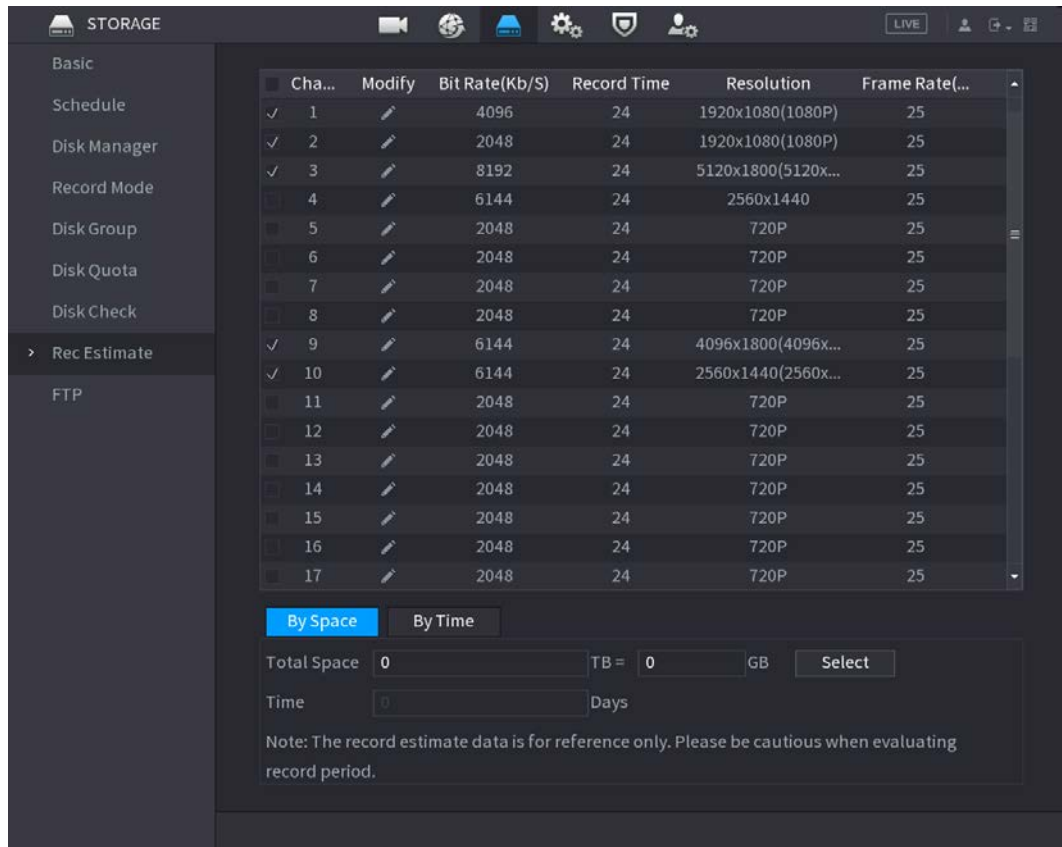 STORAGE LIVE
Basic
Schedule
Disk Manager
Record Mode
Disk Group
Disk Quota
Disk Check
> Rec Estimate
FTP
Cha... Modify Bit Rate(Kb/S) Record Time Resolution Frame Rate(...
1 4096 24 1920x1080(1080P) 25
2 2048 24 1920x1080(1080P) 25
3 8192 24 5120x1800(5120x... 25
4 6144 24 2560x1440 25
5 2048 24 720P 25
6 2048 24 720P 25
7 2048 24 720P 25
8 2048 24 720P 25
9 6144 24 4096x1800(4096x... 25
10 6144 24 2560x1440(2560x... 25
11 2048 24 720P 25
12 2048 24 720P 25
13 2048 24 720P 25
14 2048 24 720P 25
15 2048 24 720P 25
16 2048 24 720P 25
17 2048 24 720P 25
By Space By Time
Total Space 0 TB = 0 GB Select
Time 0 Days
Note: The record estimate data is for reference only. Please be cautious when evaluating
record period.